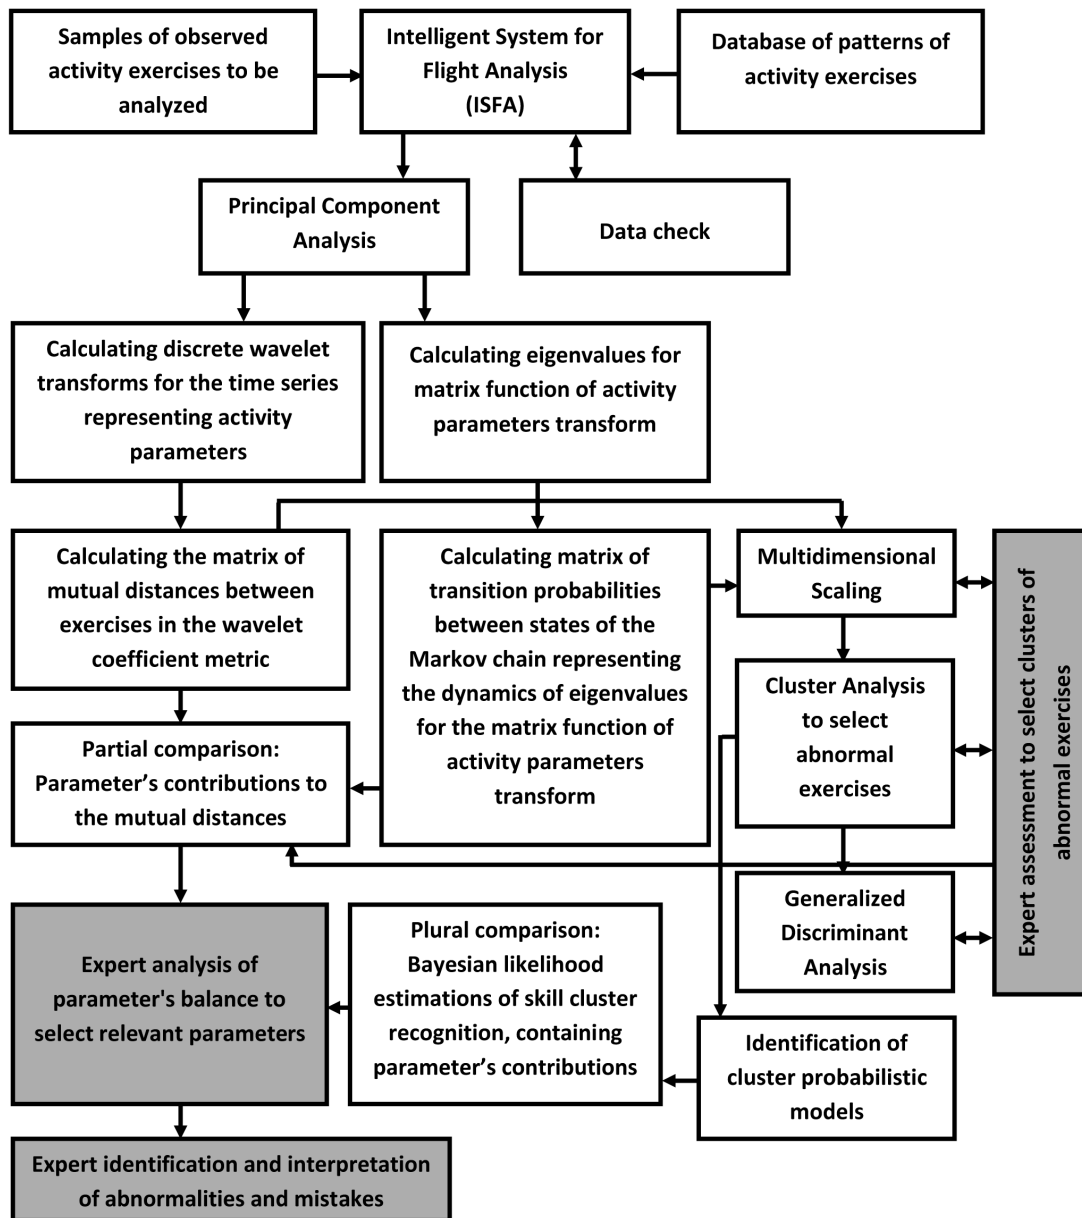 Samples of observed
activity exercises to be
analyzed
Intelligent System for
Flight Analysis
(ISFA)
Database of patterns of
activity exercises
Principal Component
Analysis
Data check
Calculating discrete wavelet
transforms for the time series
representing activity
parameters
Calculating eigenvalues for
matrix function of activity
parameters transform
Calculating the matrix of
mutual distances between
exercises in the wavelet
coefficient metric
Calculating matrix of
transition probabilities
between states of the
Markov chain representing
the dynamics of eigenvalues
for the matrix function of
activity parameters
transform
Multidimensional
Scaling
Expert assessment to select clusters of
abnormal exercises
Cluster Analysis
to select
abnormal
exercises
Partial comparison:
Parameter’s contributions to
the mutual distances
Generalized
Discriminant
Analysis
Expert analysis of
parameter's balance to
select relevant parameters
Plural comparison:
Bayesian likelihood
estimations of skill cluster
recognition, containing
parameter’s contributions
Identification of
cluster probabilistic
models
Expert identification and interpretation
of abnormalities and mistakes